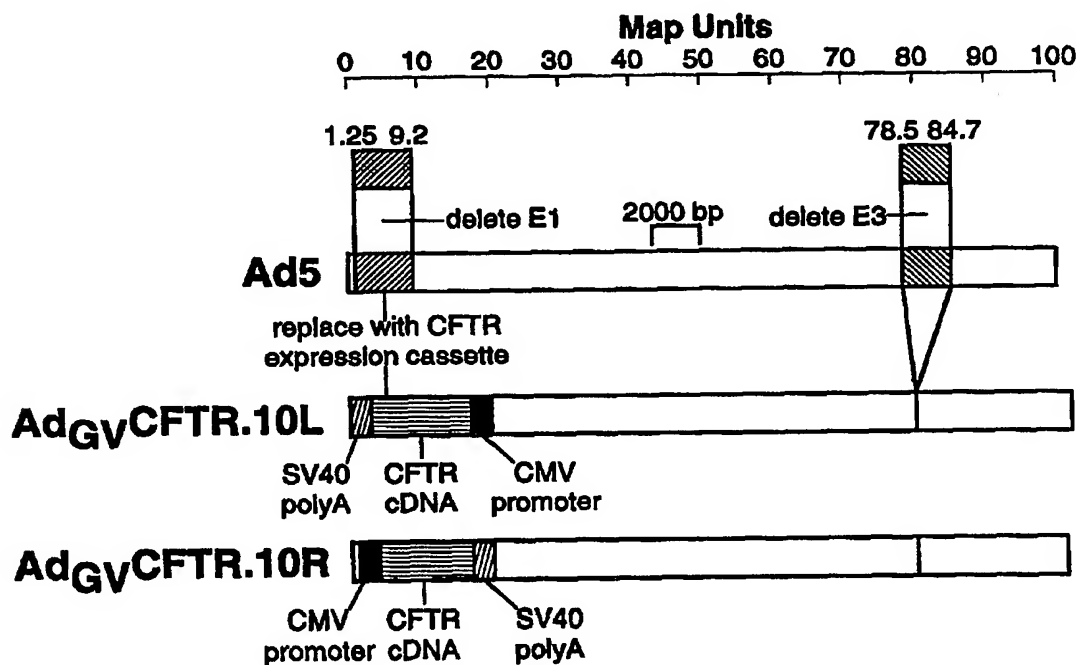 Map Units
0 10 20 30 40 50 60 70 80 90 100
1.25 9.2 78.5 84.7
delete E1 2000 bp delete E3
Ad5
replace with CFTR
expression cassette
AdGVCFTR.10L
SV40 CFTR CMV
polyA cDNA promoter
AdGVCFTR.10R
CMV CFTR SV40
promoter cDNA polyA